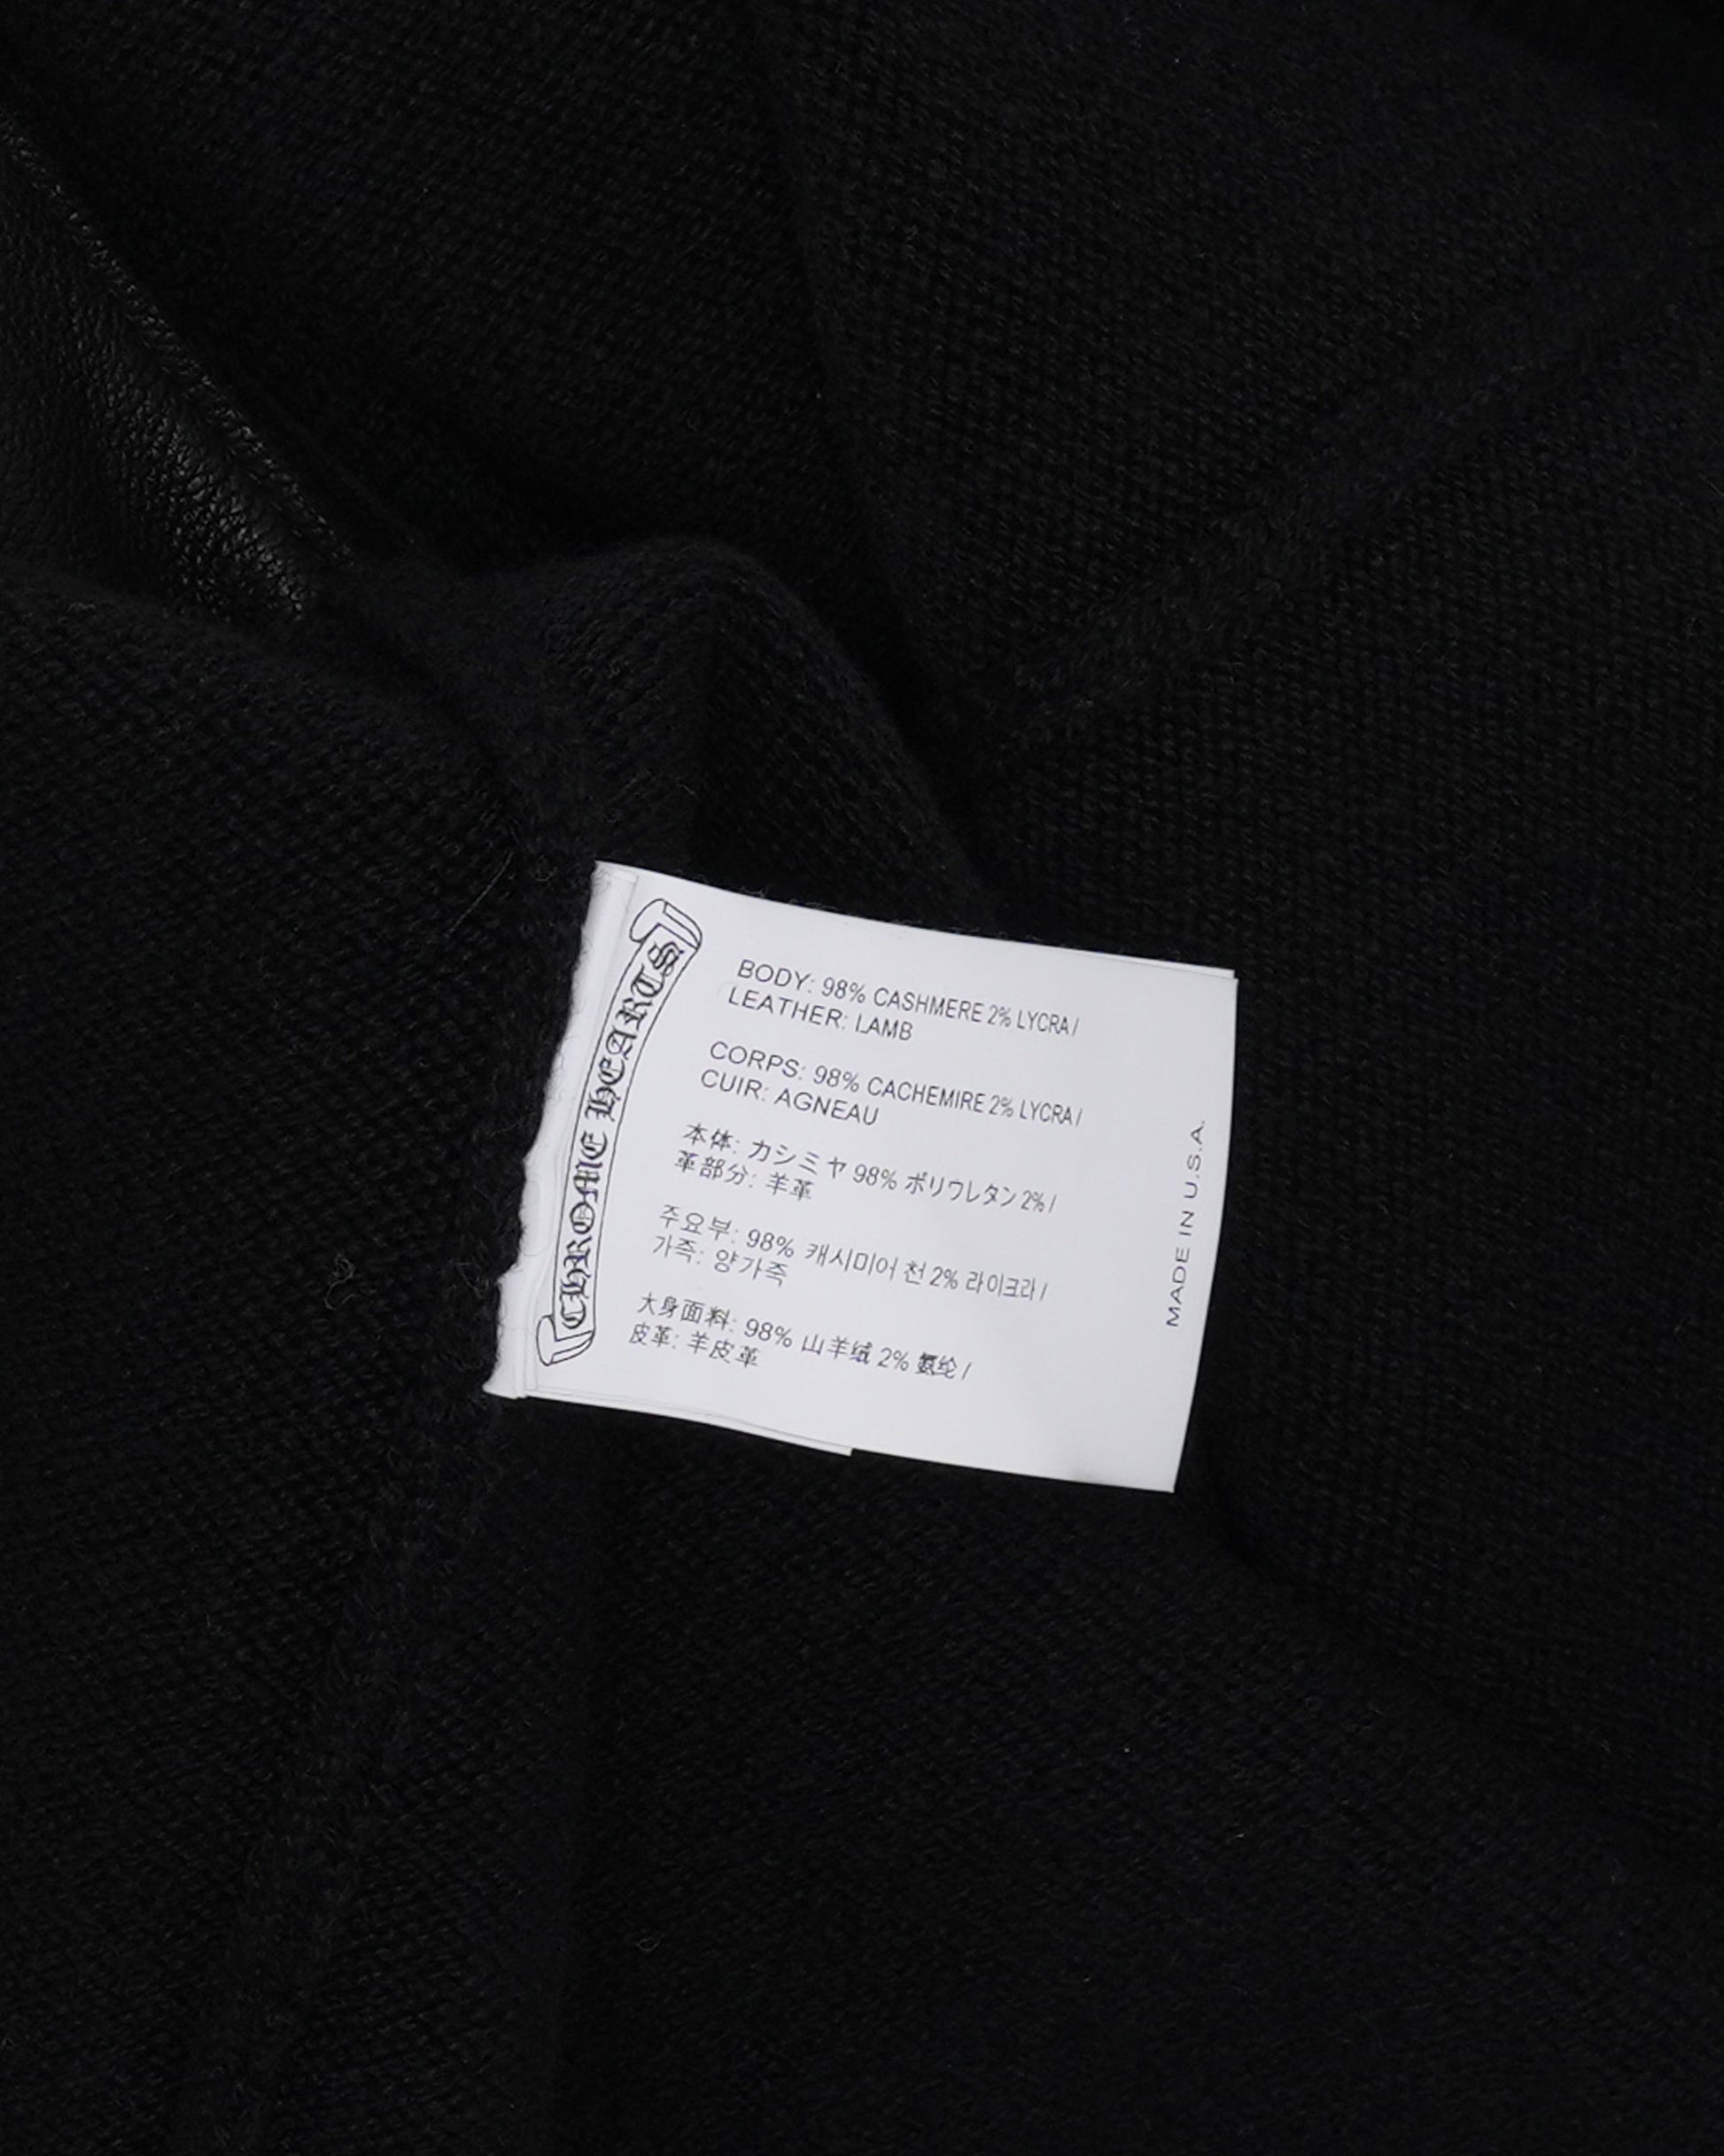 CHROME HEARTS
BODY: 98% CASHMERE 2% LYCRA /
LEATHER: LAMB
CORPS: 98% CACHEMIRE 2% LYCRA /
CUIR: AGNEAU
本体: カシミヤ 98% ポリウレタン 2% /
革部分: 羊革
주요부: 98% 캐시미어 천 2% 라이크라 /
가죽: 양가죽
大身面料: 98% 山羊绒 2% 氨纶 /
皮革: 羊皮革
MADE IN U.S.A.